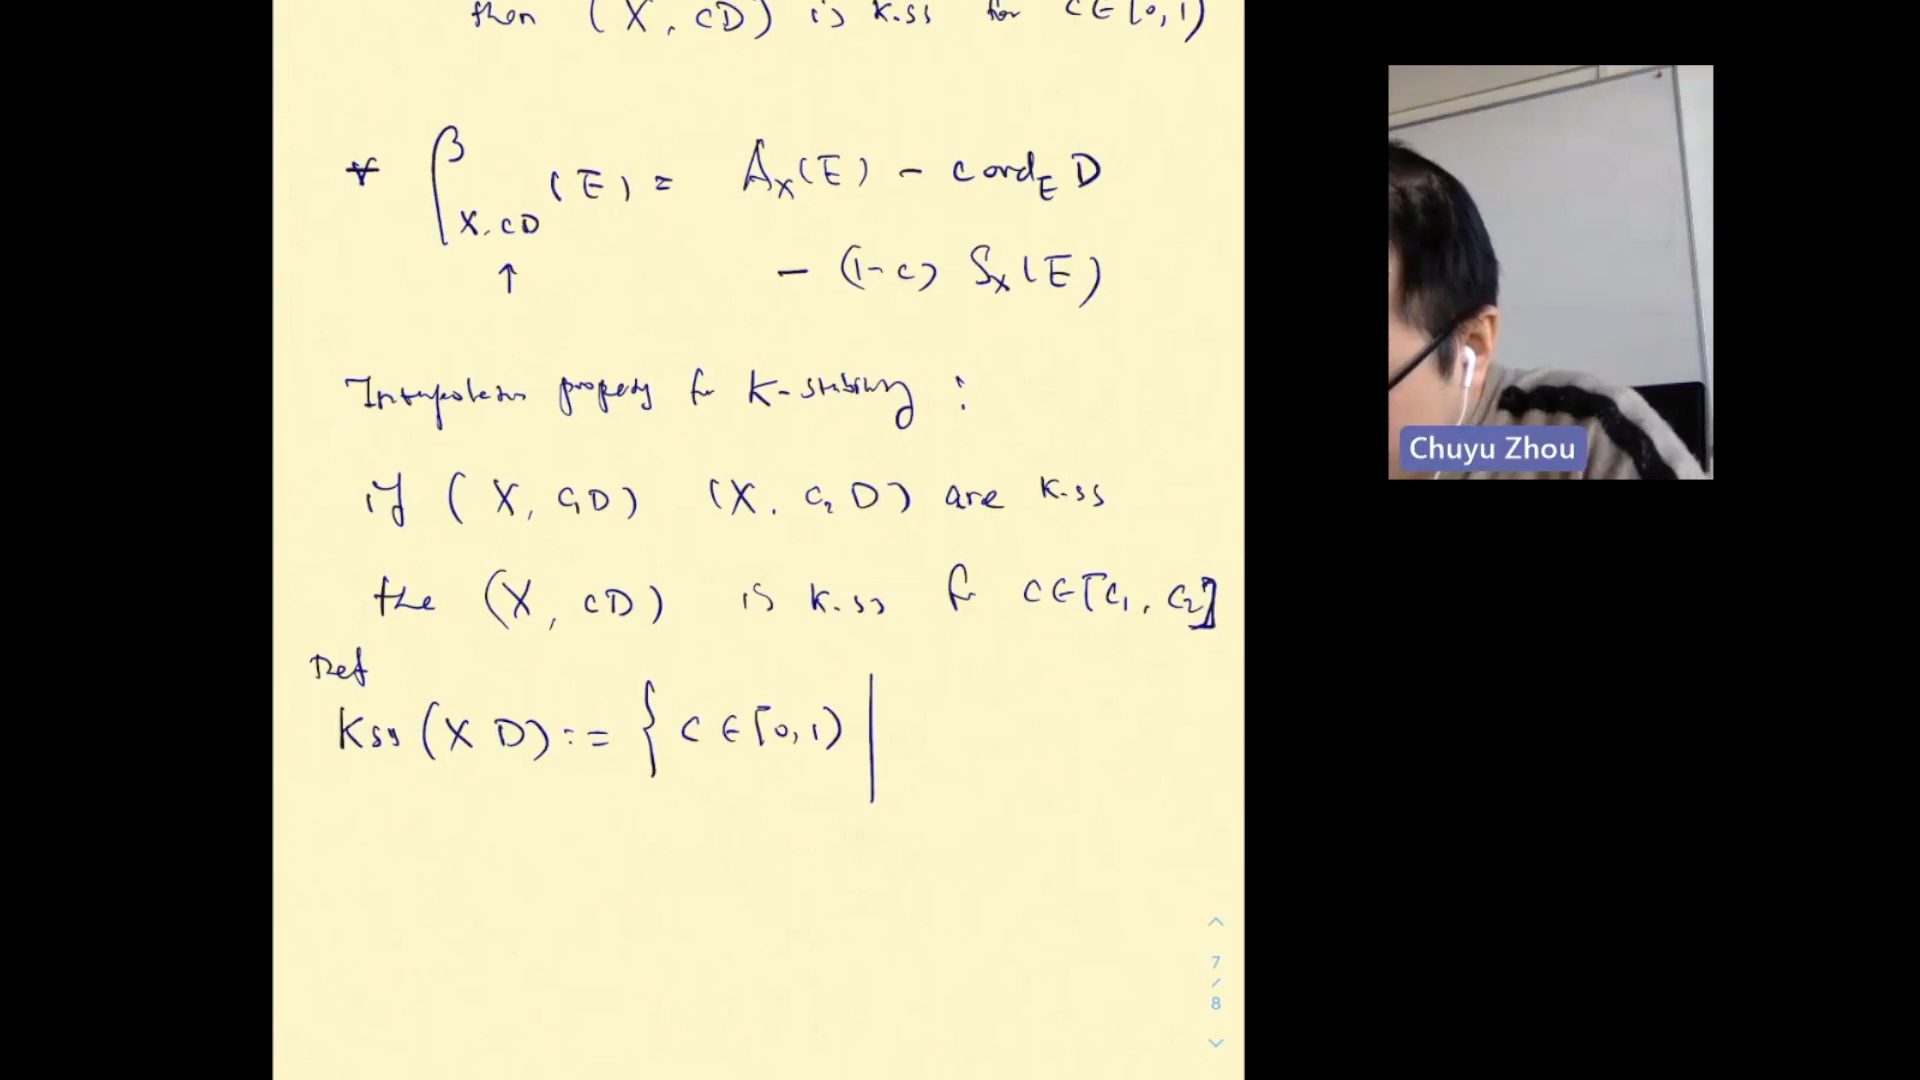 then (X, cD) is K.ss for c∈[0,1)
∀ β_{X,cD}(E) = A_X(E) - c ord_E D
↑ - (1-c) S_X(E)
Interpolation property for K-stability :
if (X, c₁D) (X, c₂D) are K.ss
the (X, cD) is K.ss for c∈[c₁, c₂]
Def
Kss(X D) := { c ∈ [0,1) |
Chuyu Zhou
7
/
8